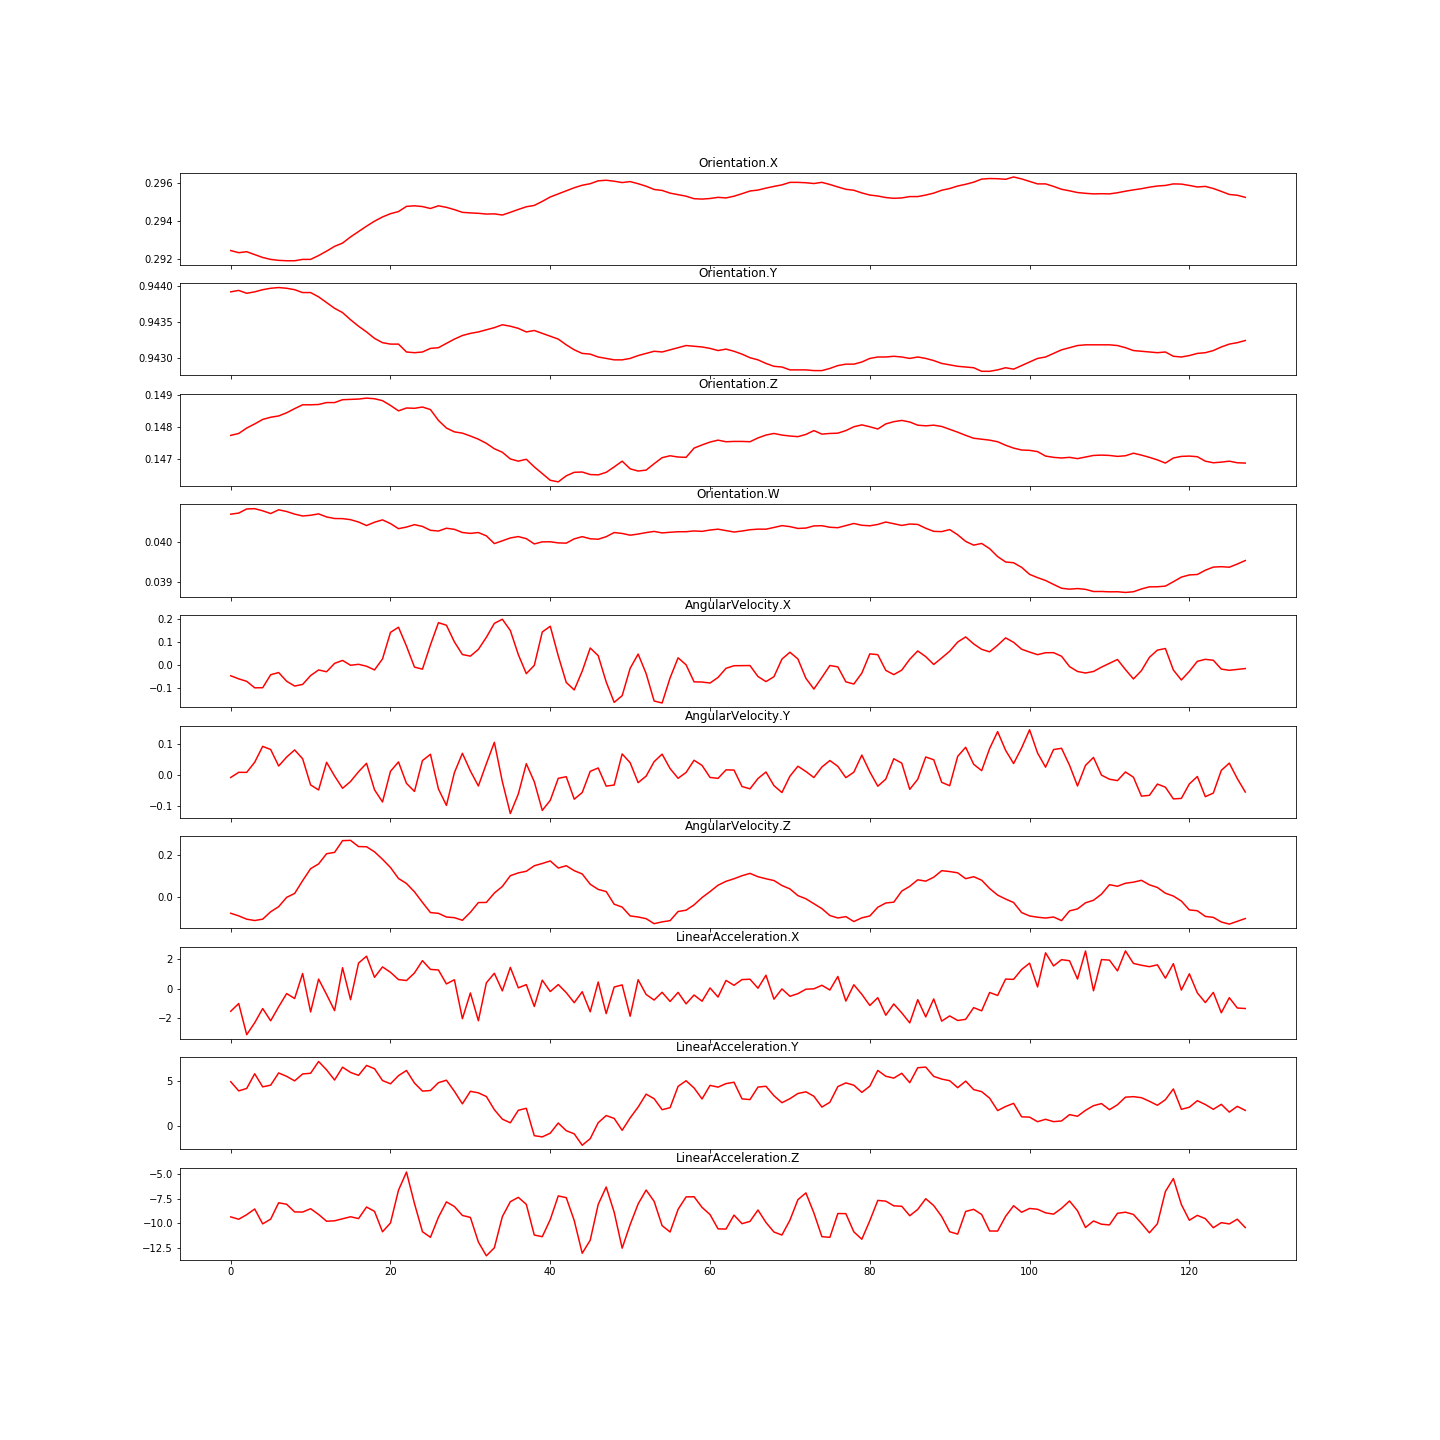 Orientation.X
0.296
0.294
0.292
Orientation.Y
0.9440
0.9435
0.9430
Orientation.Z
0.149
0.148
0.147
Orientation.W
0.040
0.039
AngularVelocity.X
0.2
0.1
0.0
−0.1
AngularVelocity.Y
0.1
0.0
−0.1
AngularVelocity.Z
0.2
0.0
LinearAcceleration.X
2
0
−2
LinearAcceleration.Y
5
0
LinearAcceleration.Z
−5.0
−7.5
−10.0
−12.5
0 20 40 60 80 100 120